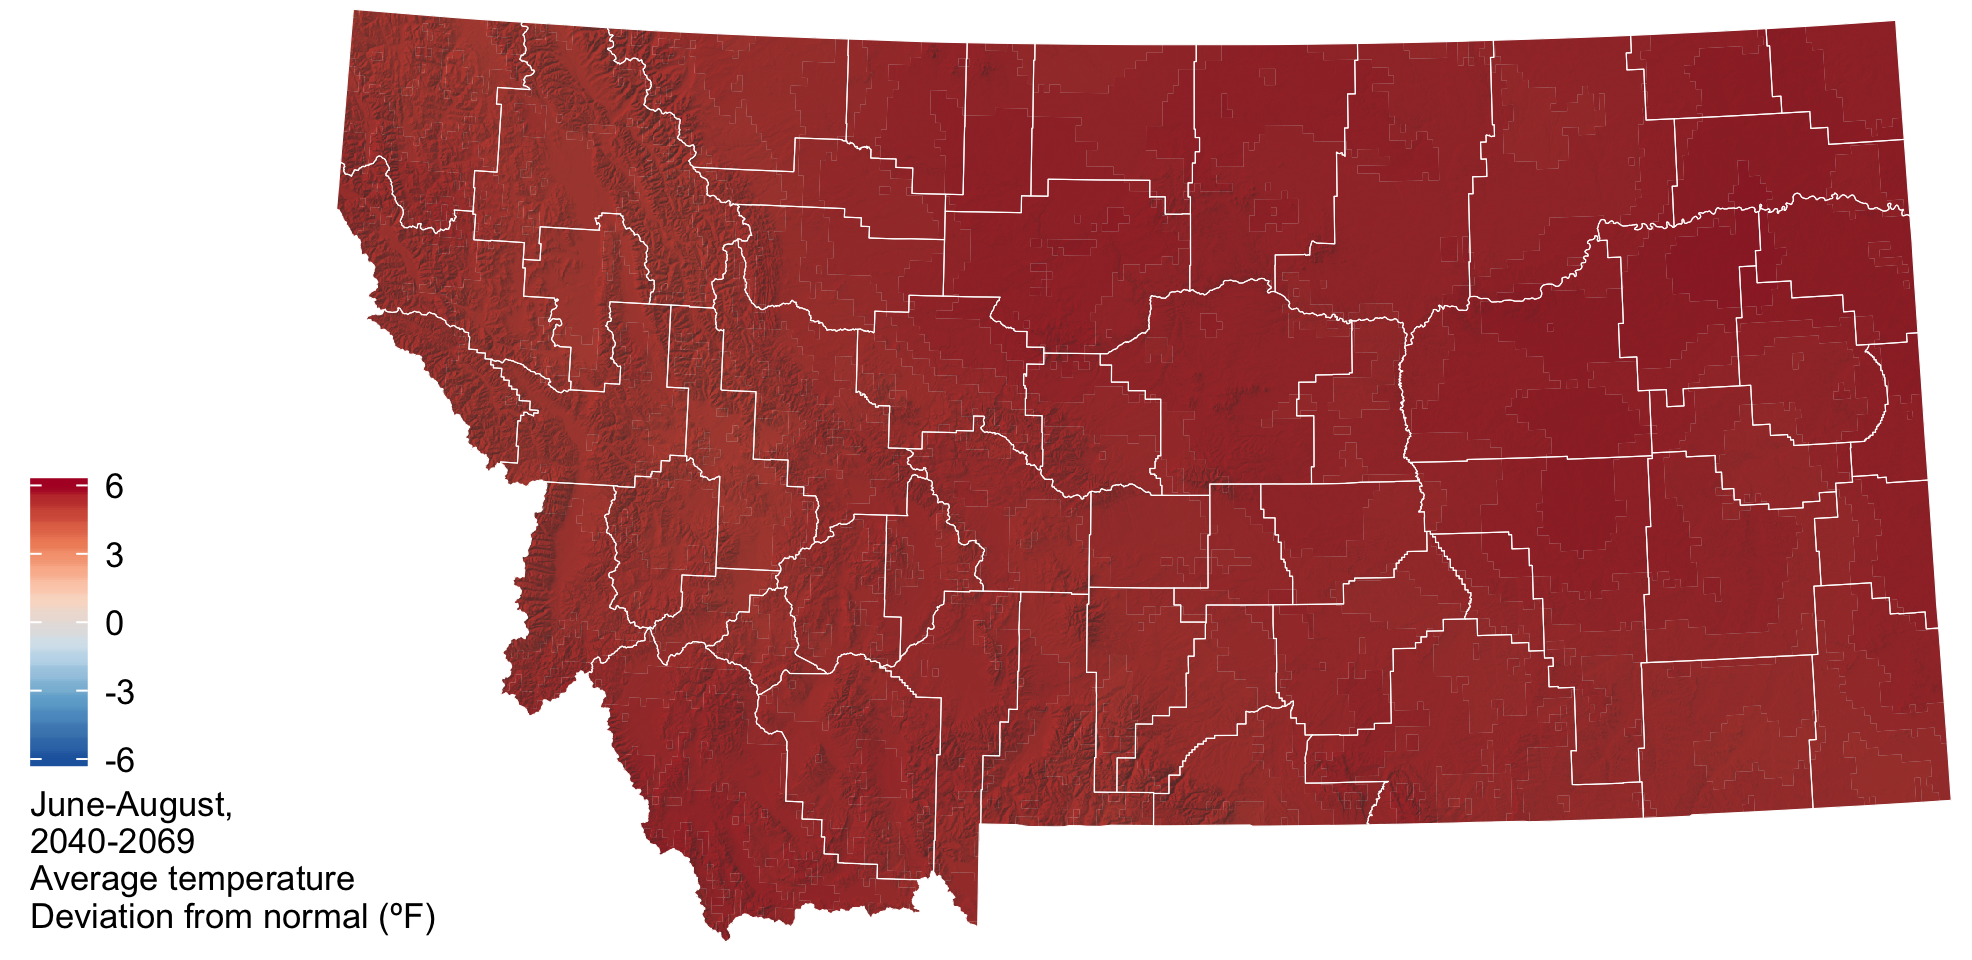 6
3
0
-3
-6
June-August,
2040-2069
Average temperature
Deviation from normal (ºF)